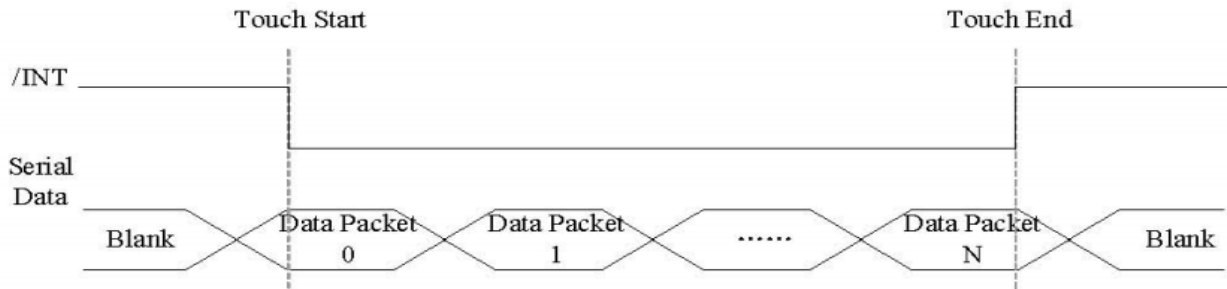 Touch Start
Touch End
/INT
Serial
Data
Blank
Data Packet
0
Data Packet
1
......
Data Packet
N
Blank